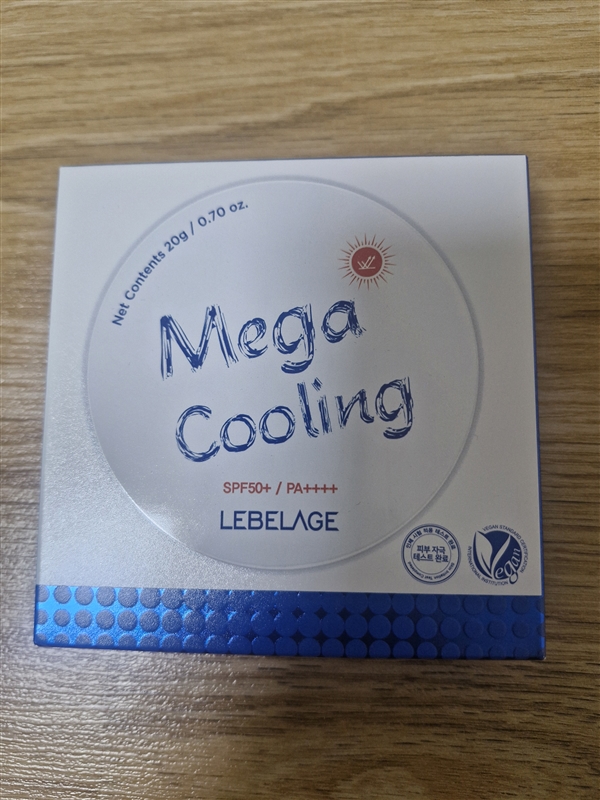 Net Contents 20g / 0.70 oz.
Mega
Cooling
SPF50+ / PA++++
LEBELAGE
피부 자극
테스트 완료
VEGAN STANDARD CERTIFICATION
INTERNATIONAL INSTITUTION
Vegan